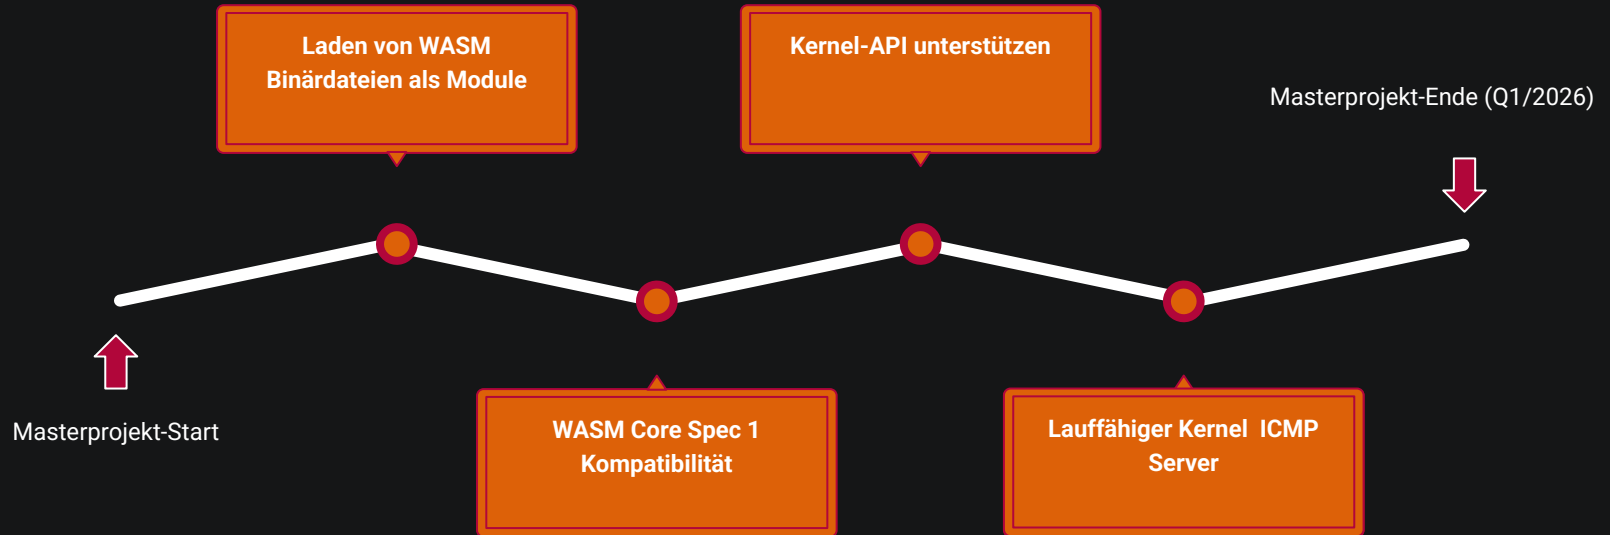 Laden von WASM
Binärdateien als Module
Kernel-API unterstützen
Masterprojekt-Ende (Q1/2026)
Masterprojekt-Start
WASM Core Spec 1
Kompatibilität
Lauffähiger Kernel  ICMP
Server